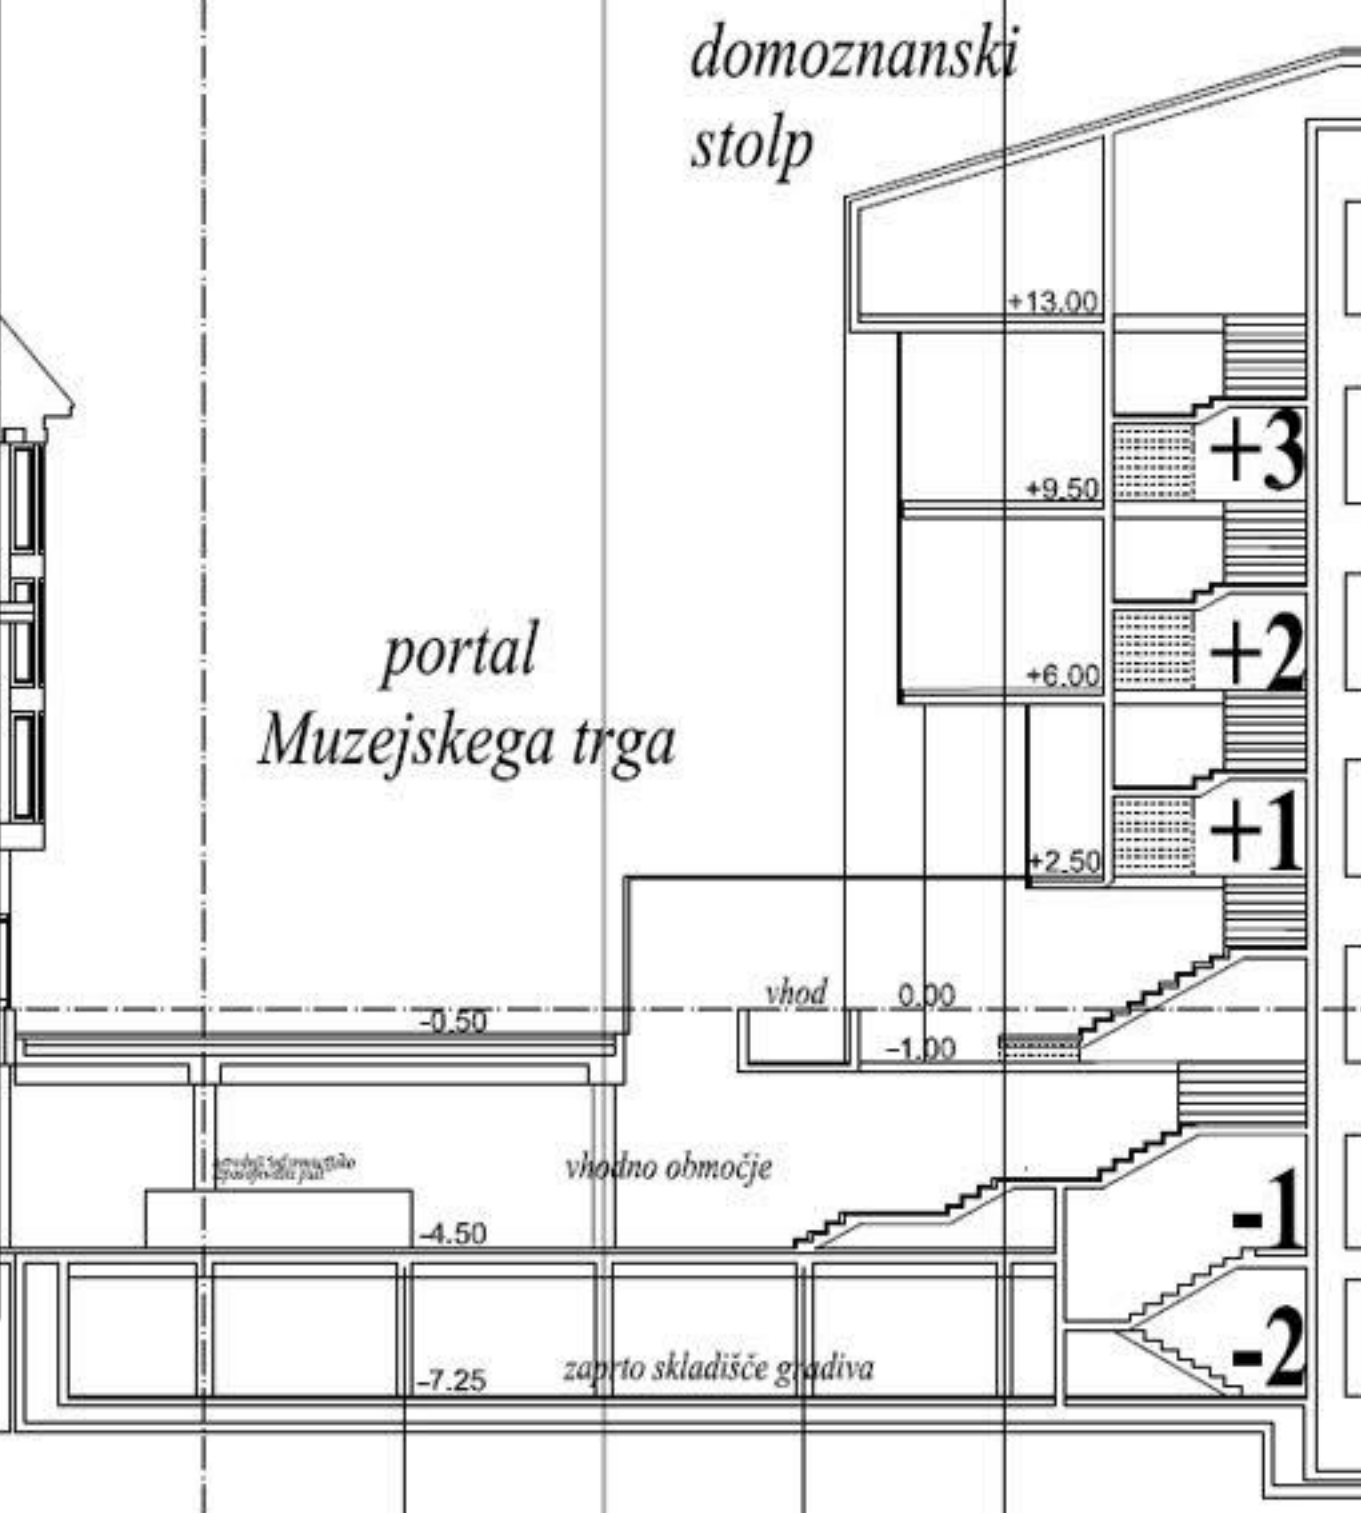 domoznanski
stolp
+13.00
+3
+9.50
+2
+6.00
portal
Muzejskega trga
+1
+2.50
vhod
0.00
-0.50
-1.00
vhodno območje
-1
-4.50
-2
zaprto skladišče gradiva
-7.25